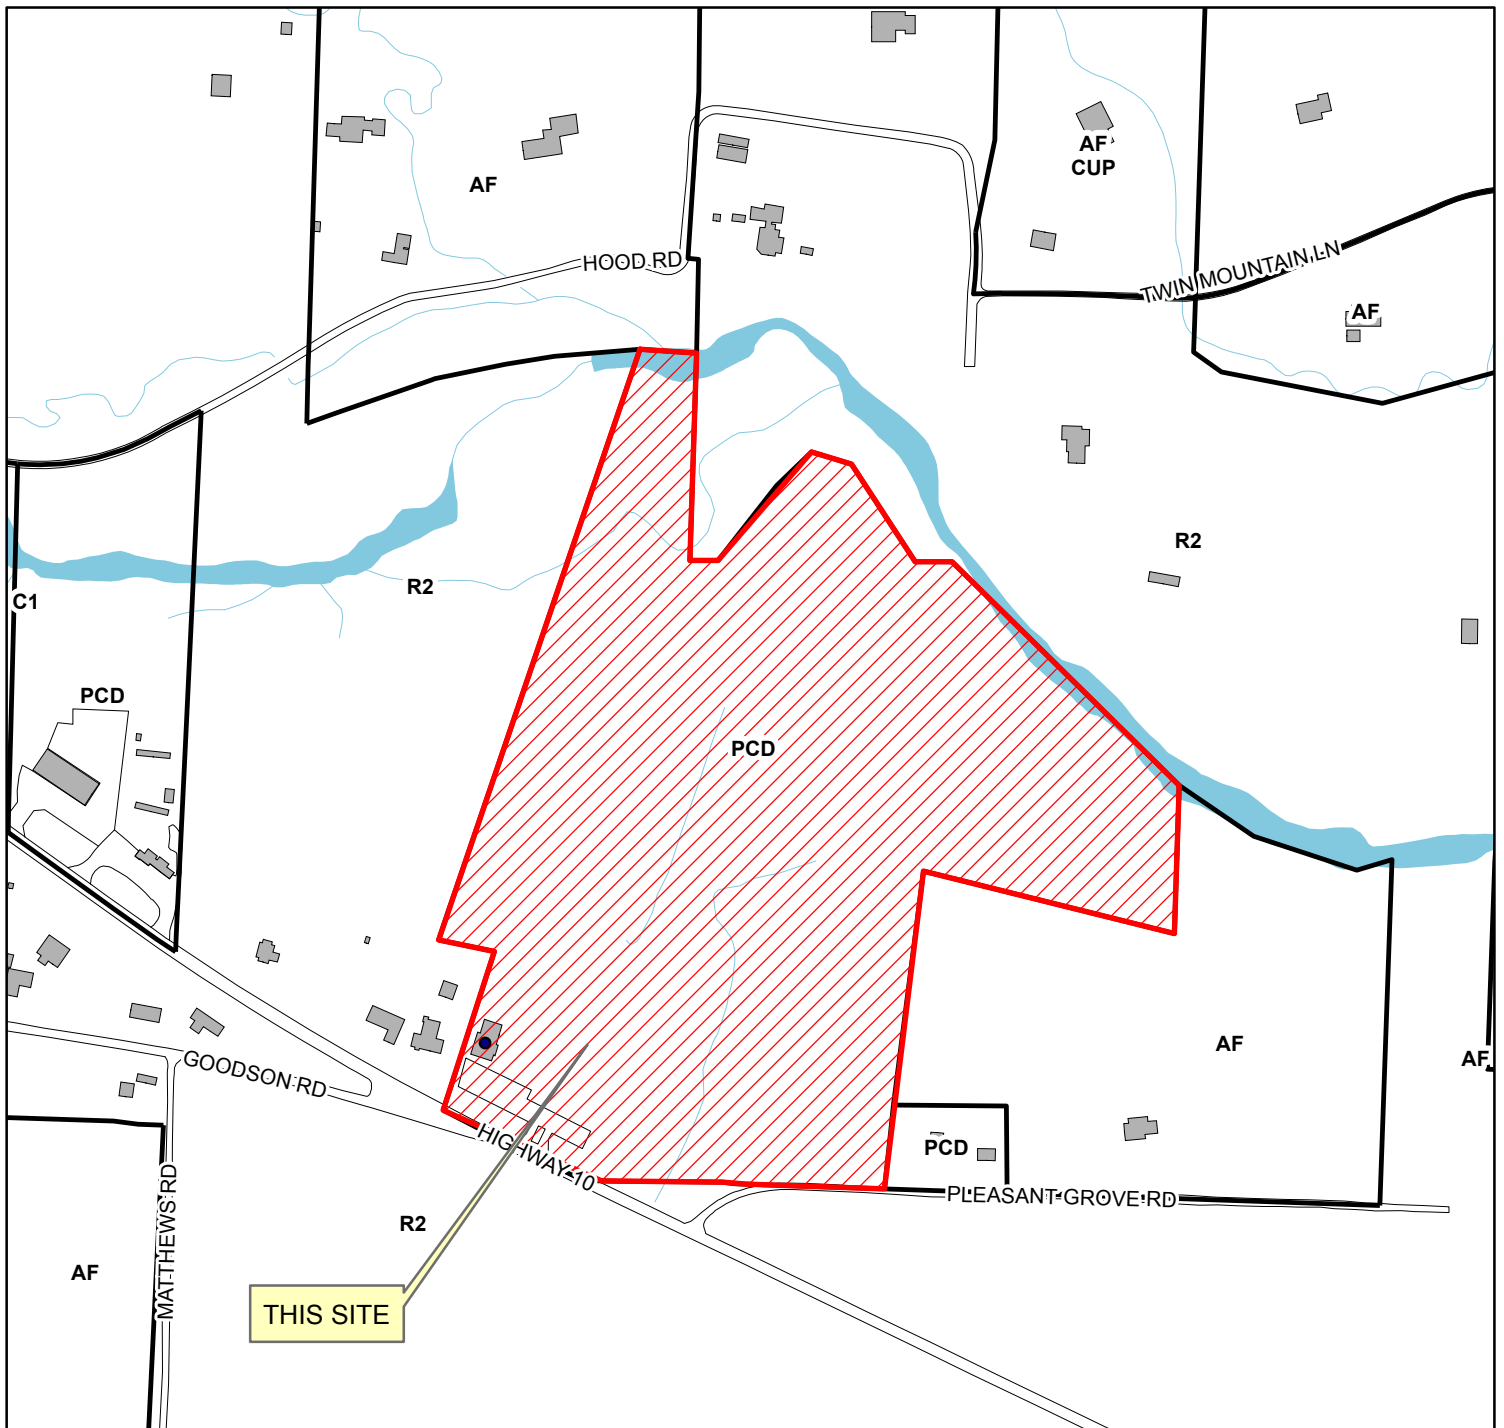 AF
CUP
AF
HOOD RD
TWIN MOUNTAIN LN
AF
R2
R2
C1
PCD
PCD
AF
AF
GOODSON RD
HIGHWAY 10
PCD
PLEASANT GROVE RD
MATTHEWS RD
R2
AF
THIS SITE